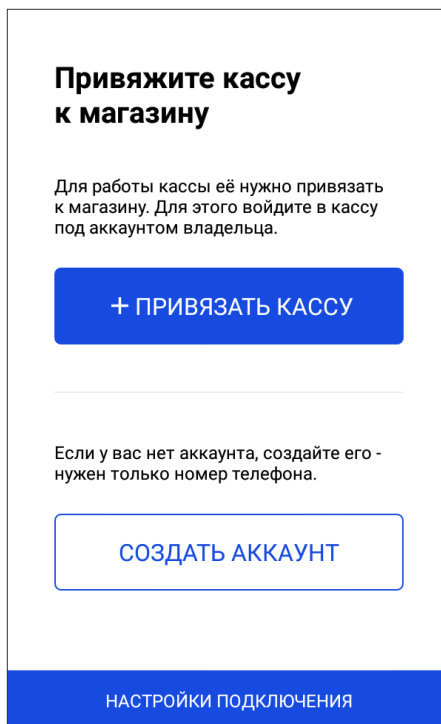 Привяжите кассу
к магазину
Для работы кассы её нужно привязать
к магазину. Для этого войдите в кассу
под аккаунтом владельца.
+ ПРИВЯЗАТЬ КАССУ
Если у вас нет аккаунта, создайте его -
нужен только номер телефона.
СОЗДАТЬ АККАУНТ
НАСТРОЙКИ ПОДКЛЮЧЕНИЯ